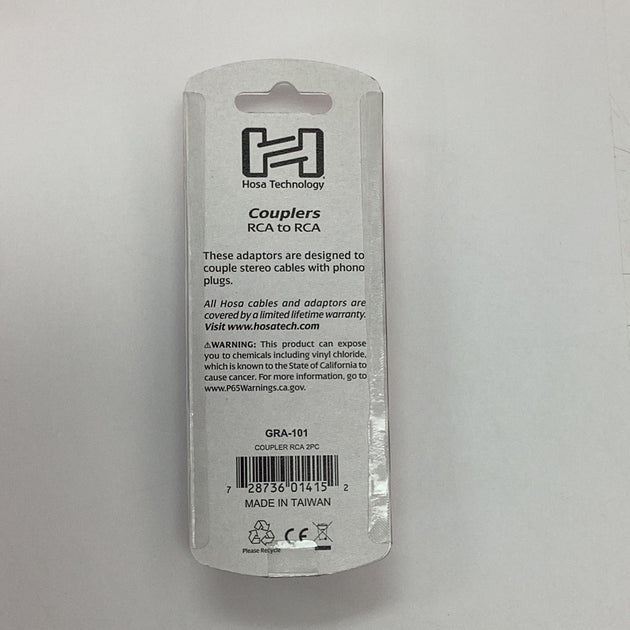 Hosa Technology
Couplers
RCA to RCA
These adaptors are designed to
couple stereo cables with phono
plugs.
All Hosa cables and adaptors are
covered by a limited lifetime warranty.
Visit www.hosatech.com
⚠WARNING: This product can expose
you to chemicals including vinyl chloride,
which is known to the State of California to
cause cancer. For more information, go to
www.P65Warnings.ca.gov.
GRA-101
COUPLER RCA 2PC
7 28736 01415 2
MADE IN TAIWAN
CE
Please Recycle